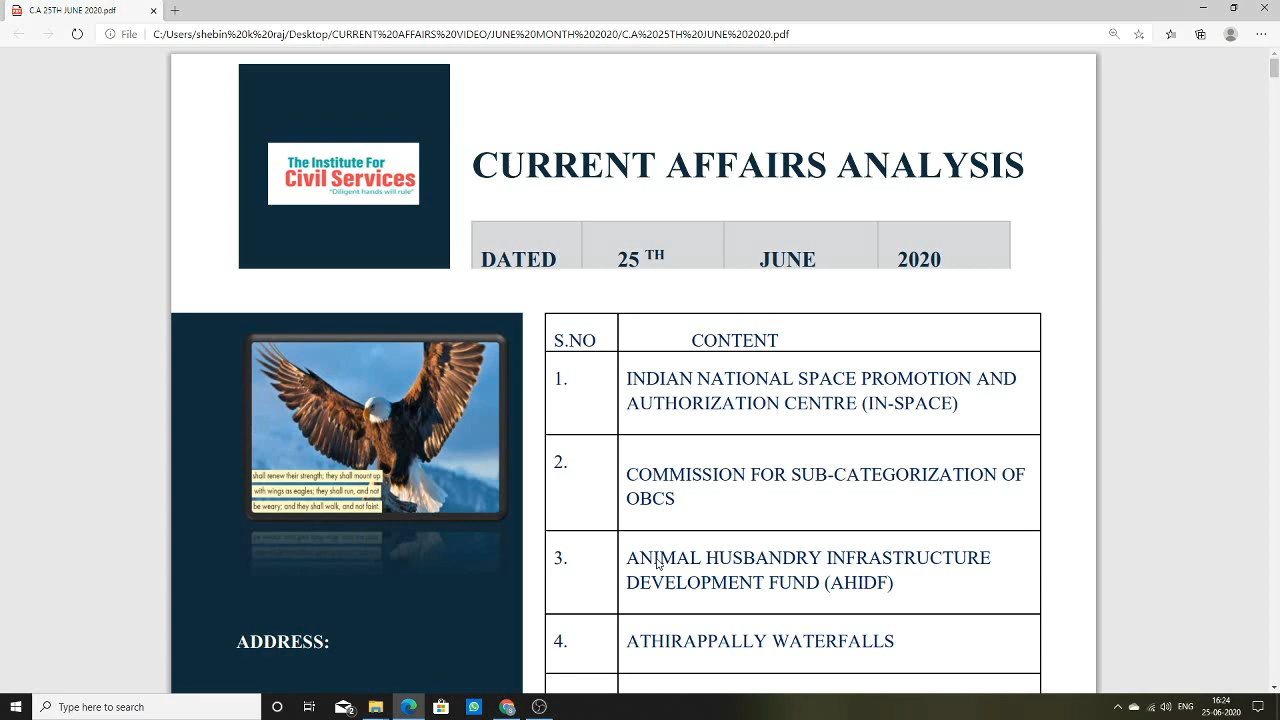 C.A 25TH JUNE 2020.pdf
File
C:/Users/shebin%20k%20raj/Desktop/CURRENT%20AFFAIRS%20VIDEO/JUNE%20MONTH%202020/C.A%2025TH%20JUNE%202020.pdf
The Institute For
Civil Services
"Diligent hands will rule"
CURRENT AFFAIRS ANALYSIS
DATED 25 TH JUNE 2020
shall renew their strength; they shall mount up
with wings as eagles; they shall run, and not
be weary; and they shall walk, and not faint.
ADDRESS:
S.NO CONTENT
1. INDIAN NATIONAL SPACE PROMOTION AND
AUTHORIZATION CENTRE (IN-SPACE)
2.
COMMISSION FOR SUB-CATEGORIZATION OF
OBCS
3. ANIMAL HUSBANDRY INFRASTRUCTURE
DEVELOPMENT FUND (AHIDF)
4. ATHIRAPPALLY WATERFALLS
Type here to search
ENG
16:24
25-06-2020